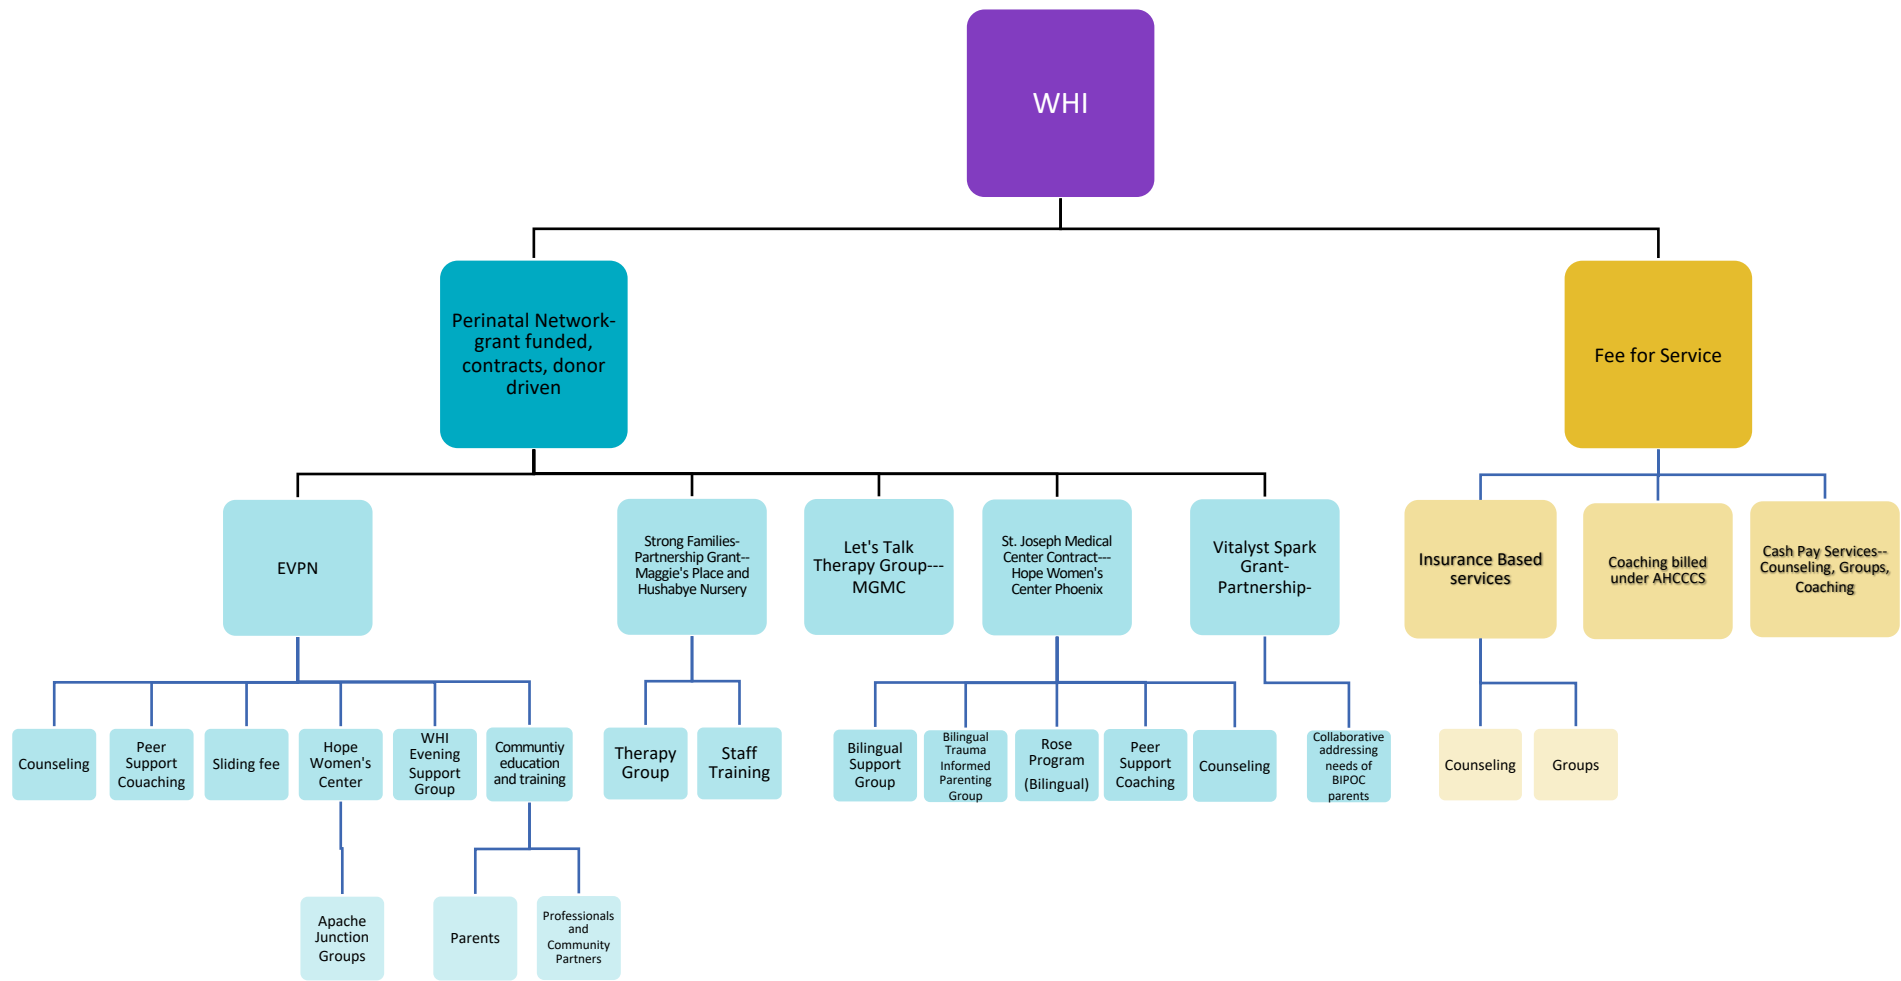 WHI
Perinatal Network-
grant funded,
contracts, donor
driven
Fee for Service
EVPN
Strong Families-
Partnership Grant--
Maggie's Place and
Hushabye Nursery
Let's Talk
Therapy Group---
MGMC
St. Joseph Medical
Center Contract---
Hope Women's
Center Phoenix
Vitalyst Spark
Grant-
Partnership-
Insurance Based
services
Coaching billed
under AHCCCS
Cash Pay Services--
Counseling, Groups,
Coaching
Counseling
Peer
Support
Couaching
Sliding fee
Hope
Women's
Center
WHI
Evening
Support
Group
Communtiy
education
and training
Therapy
Group
Staff
Training
Bilingual
Support
Group
Bilingual
Trauma
Informed
Parenting
Group
Rose
Program
(Bilingual)
Peer
Support
Coaching
Counseling
Collaborative
addressing
needs of
BIPOC
parents
Counseling
Groups
Apache
Junction
Groups
Parents
Professionals
and
Community
Partners